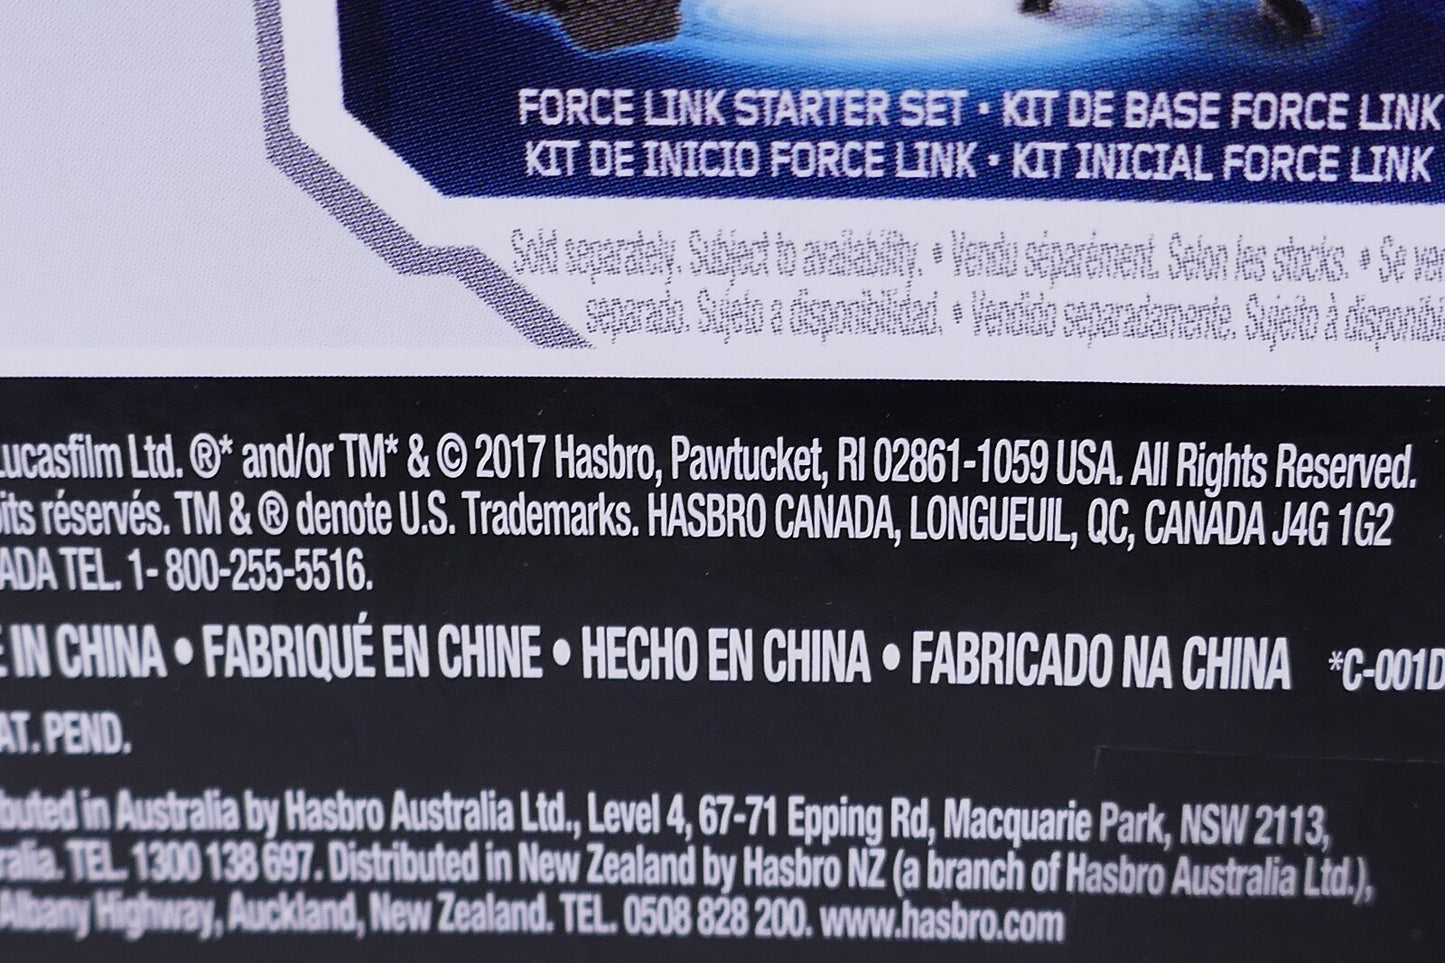 FORCE LINK STARTER SET • KIT DE BASE FORCE LINK
KIT DE INICIO FORCE LINK • KIT INICIAL FORCE LINK
Sold separately. Subject to availability. • Vendu séparément. Selon les stocks. • Se ven
separado. Sujeto a disponibilidad. • Vendido separadamente. Sujeito à disponibi
Lucasfilm Ltd. ®* and/or TM* & © 2017 Hasbro, Pawtucket, RI 02861-1059 USA. All Rights Reserved.
its réservés. TM & ® denote U.S. Trademarks. HASBRO CANADA, LONGUEUIL, QC, CANADA J4G 1G2
ADA TEL. 1- 800-255-5516.
E IN CHINA • FABRIQUÉ EN CHINE • HECHO EN CHINA • FABRICADO NA CHINA *C-001D
AT. PEND.
buted in Australia by Hasbro Australia Ltd., Level 4, 67-71 Epping Rd, Macquarie Park, NSW 2113,
ralia. TEL. 1300 138 697. Distributed in New Zealand by Hasbro NZ (a branch of Hasbro Australia Ltd.),
Albany Highway, Auckland, New Zealand. TEL. 0508 828 200. www.hasbro.com